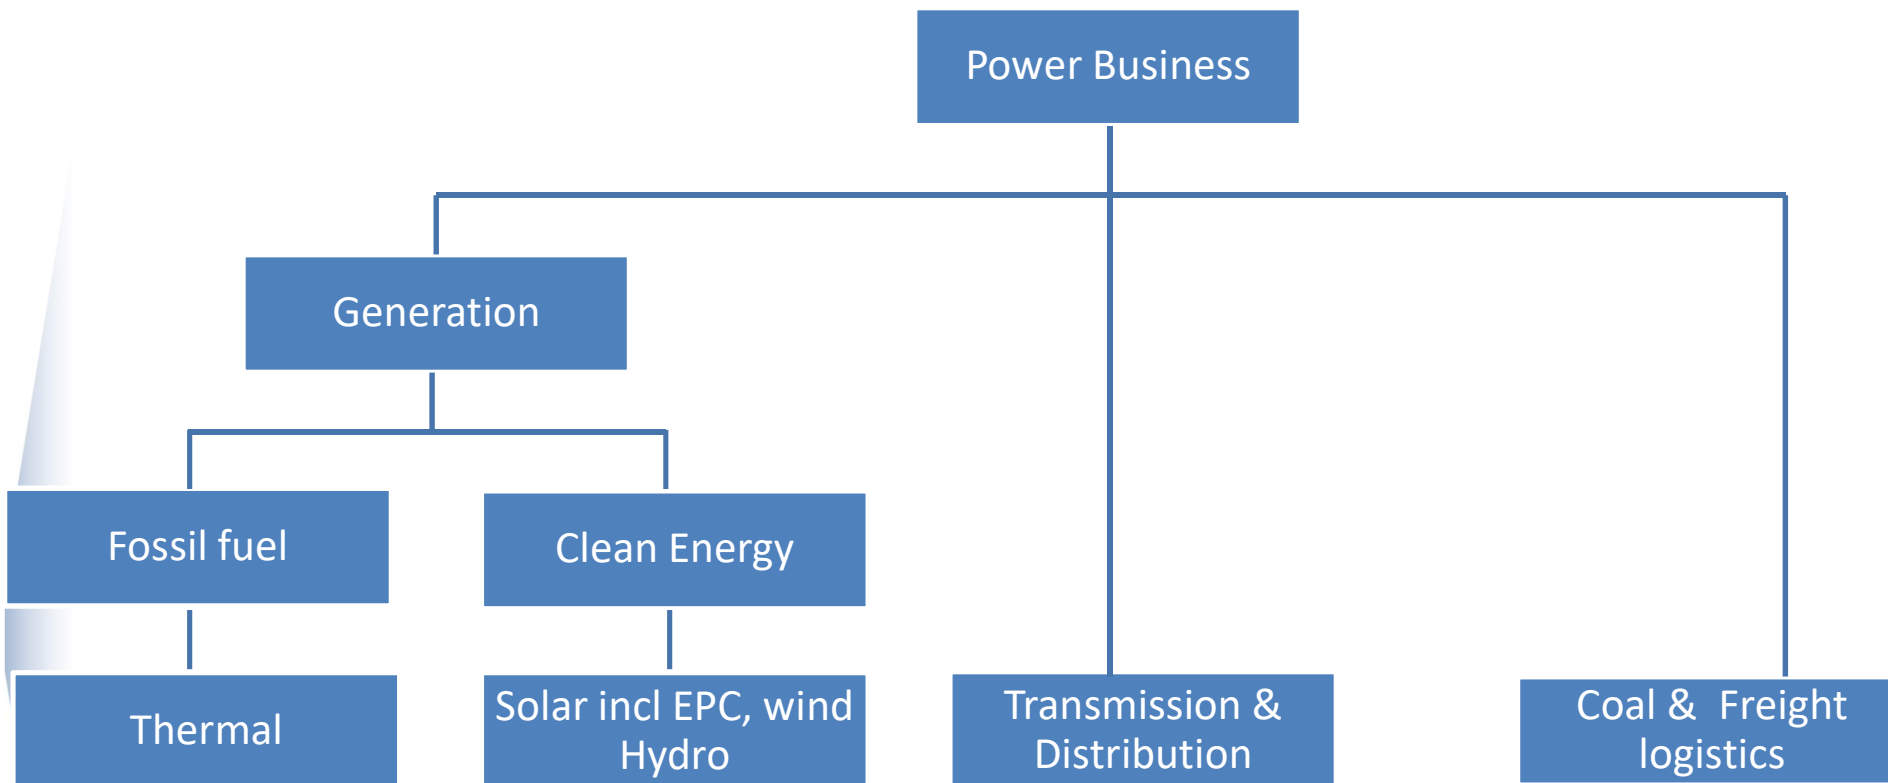 Power Business
Generation
Fossil fuel
Clean Energy
Thermal
Solar incl EPC, wind
Hydro
Transmission &
Distribution
Coal &  Freight
logistics